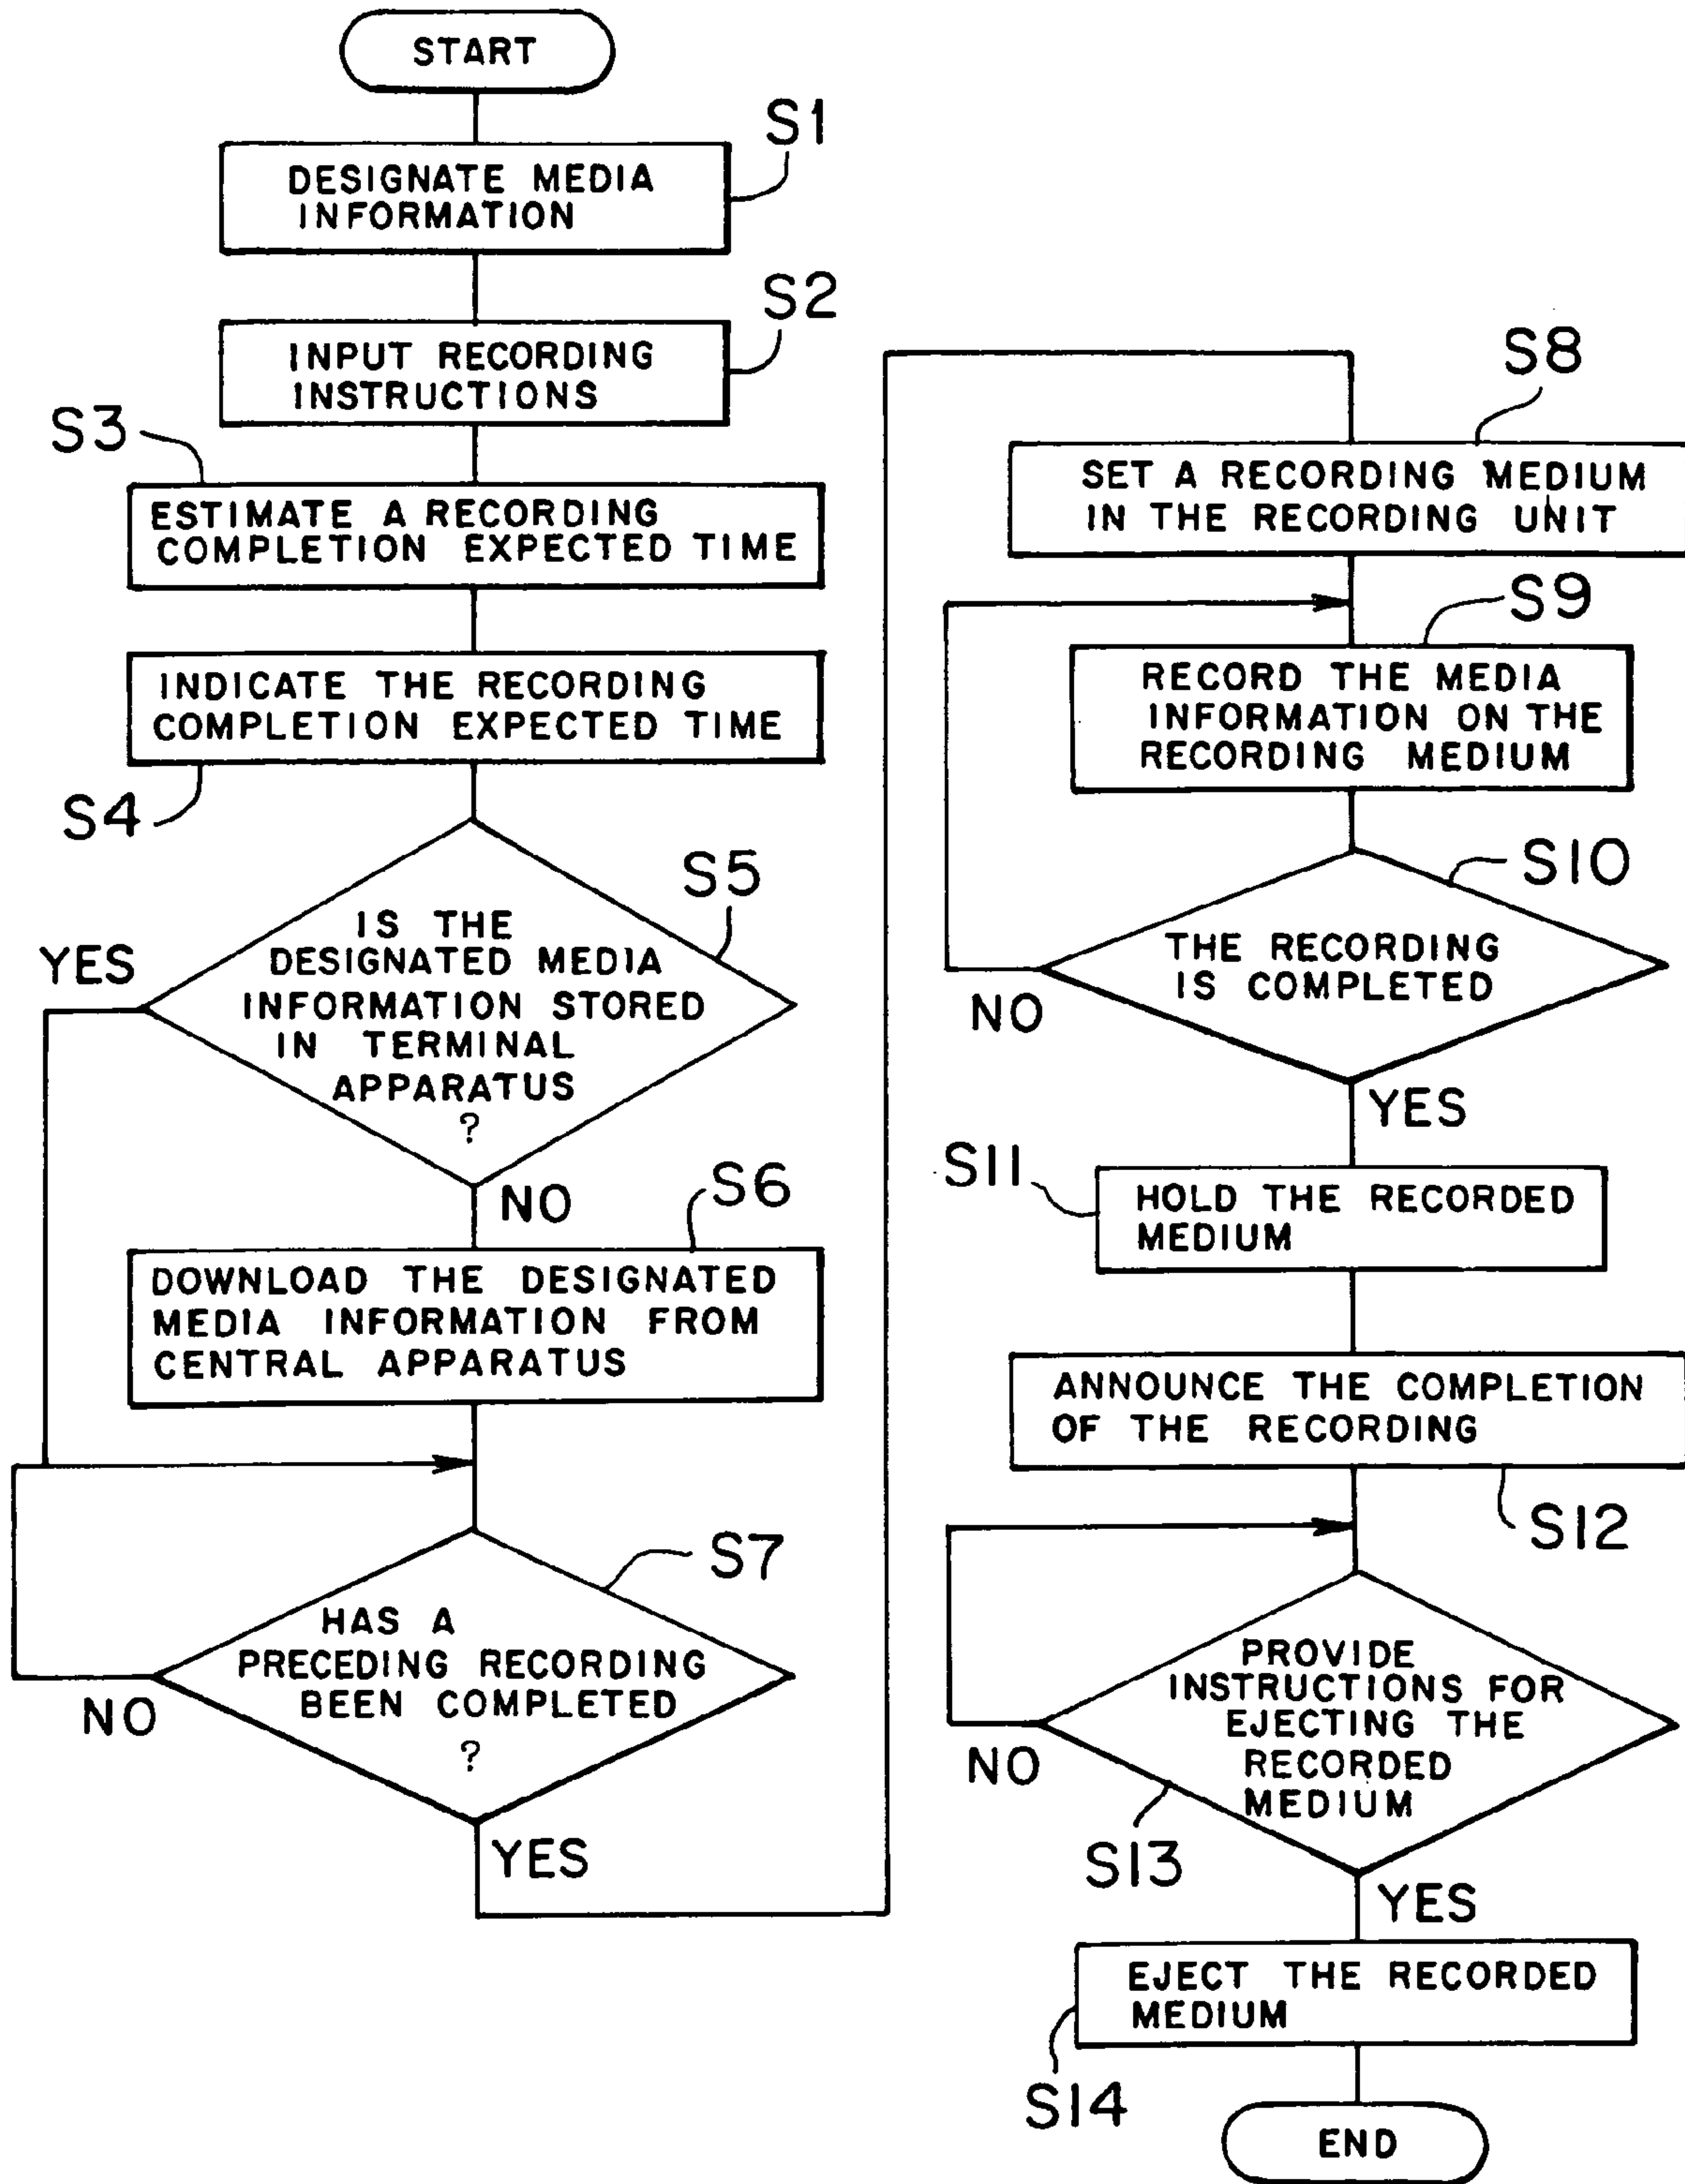 START
S1
DESIGNATE MEDIA
INFORMATION
S2
INPUT RECORDING
INSTRUCTIONS
S3
ESTIMATE A RECORDING
COMPLETION EXPECTED TIME
INDICATE THE RECORDING
COMPLETION EXPECTED TIME
S4
S5
YES
IS THE
DESIGNATED MEDIA
INFORMATION STORED
IN TERMINAL
APPARATUS
?
NO
S6
DOWNLOAD THE DESIGNATED
MEDIA INFORMATION FROM
CENTRAL APPARATUS
S7
HAS A
PRECEDING RECORDING
BEEN COMPLETED
?
NO
YES
S8
SET A RECORDING MEDIUM
IN THE RECORDING UNIT
S9
RECORD THE MEDIA
INFORMATION ON THE
RECORDING MEDIUM
S10
THE RECORDING
IS COMPLETED
NO
YES
S11
HOLD THE RECORDED
MEDIUM
ANNOUNCE THE COMPLETION
OF THE RECORDING
S12
PROVIDE
INSTRUCTIONS FOR
EJECTING THE
RECORDED
MEDIUM
NO
S13
YES
EJECT THE RECORDED
MEDIUM
S14
END